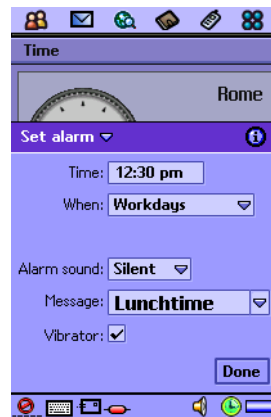 Time
Rome
Set alarm
Time: 12:30 pm
When: Workdays
Alarm sound: Silent
Message: Lunchtime
Vibrator:
Done